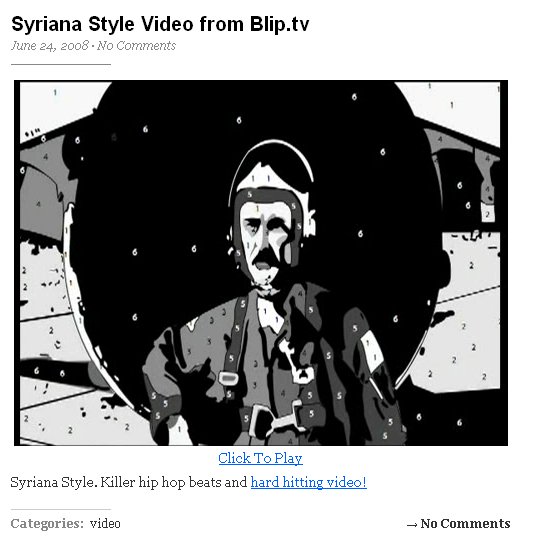 Syriana Style Video from Blip.tv
June 24, 2008 · No Comments
Click To Play
Syriana Style. Killer hip hop beats and hard hitting video!
Categories: video
→ No Comments